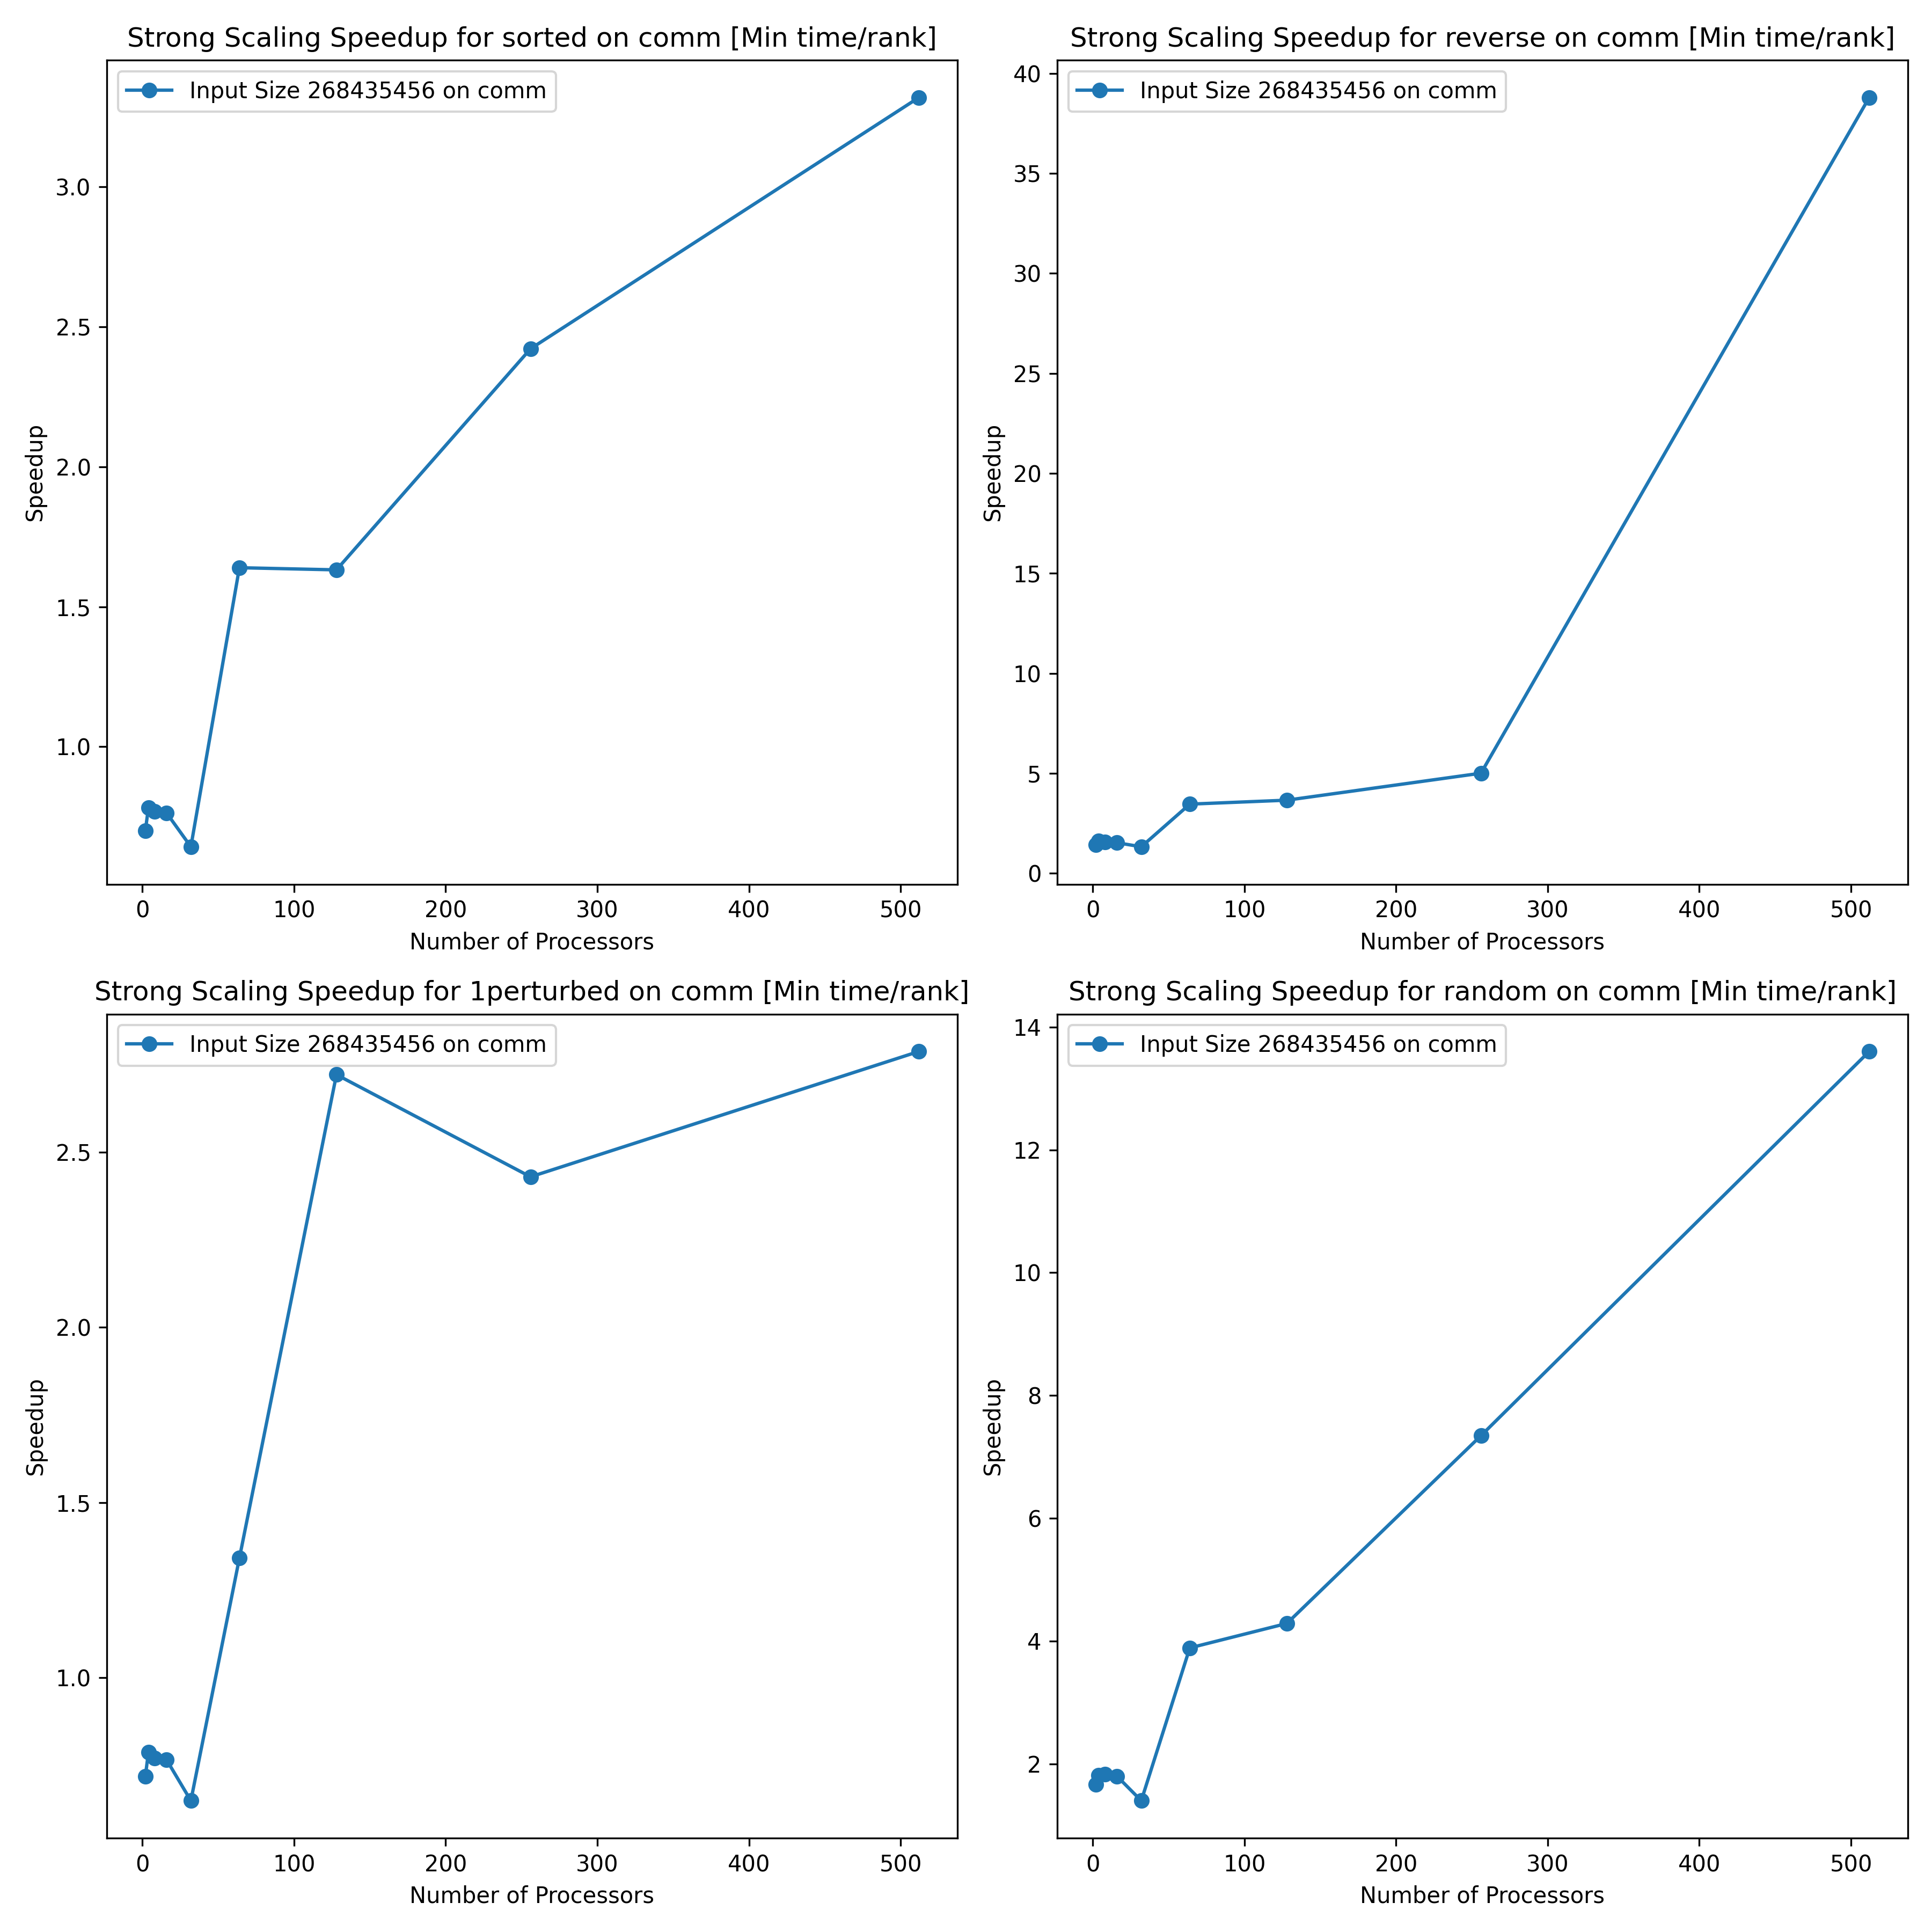 Strong Scaling Speedup for sorted on comm [Min time/rank]
Input Size 268435456 on comm
3.0
2.5
2.0
1.5
1.0
Speedup
0 100 200 300 400 500
Number of Processors
Strong Scaling Speedup for reverse on comm [Min time/rank]
Input Size 268435456 on comm
40
35
30
25
20
15
10
5
0
Speedup
0 100 200 300 400 500
Number of Processors
Strong Scaling Speedup for 1perturbed on comm [Min time/rank]
Input Size 268435456 on comm
2.5
2.0
1.5
1.0
Speedup
0 100 200 300 400 500
Number of Processors
Strong Scaling Speedup for random on comm [Min time/rank]
Input Size 268435456 on comm
14
12
10
8
6
4
2
Speedup
0 100 200 300 400 500
Number of Processors